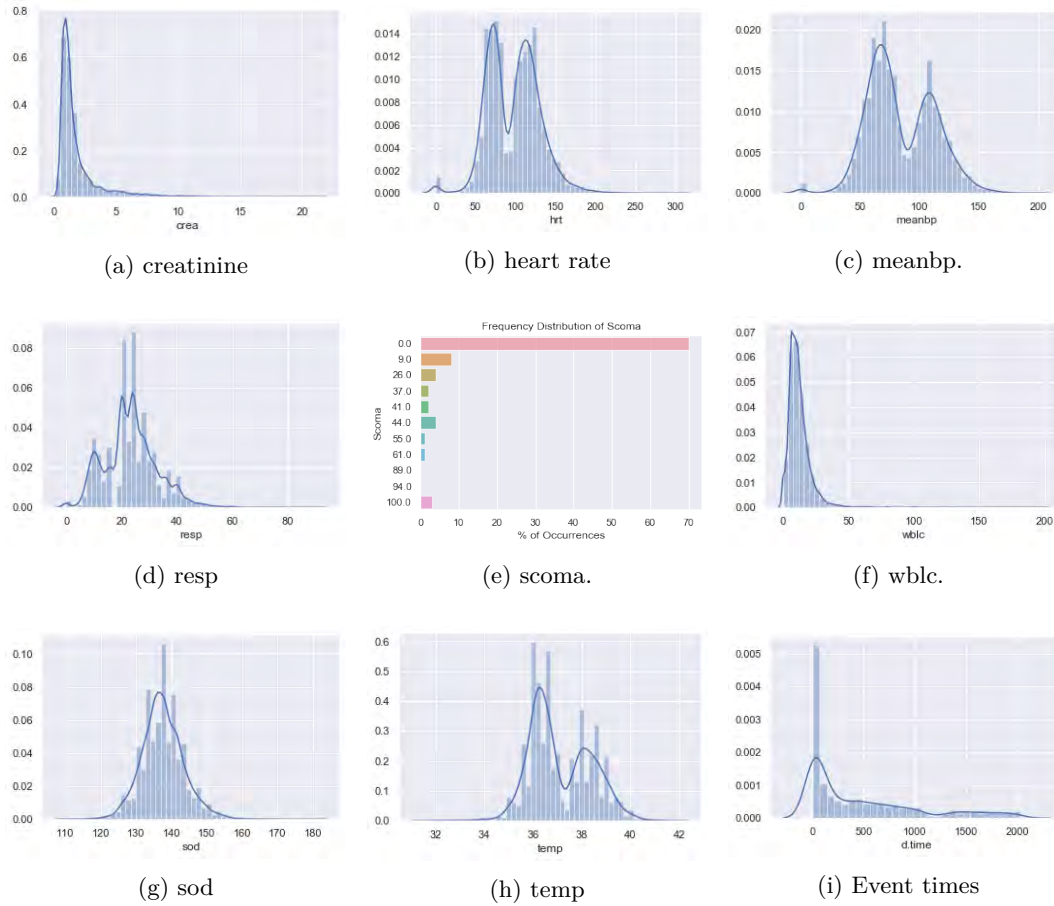 0.8
0.6
0.4
0.2
0.0
0 5 10 15 20
crea
(a) creatinine
0.014
0.012
0.010
0.008
0.006
0.004
0.002
0.000
0 50 100 150 200 250 300
hrt
(b) heart rate
0.020
0.015
0.010
0.005
0.000
0 50 100 150 200
meanbp
(c) meanbp.
0.08
0.06
0.04
0.02
0.00
0 20 40 60 80
resp
(d) resp
Frequency Distribution of Scoma
Scoma
0.0
9.0
26.0
37.0
41.0
44.0
55.0
61.0
89.0
94.0
100.0
0 10 20 30 40 50 60 70
% of Occurrences
(e) scoma.
0.07
0.06
0.05
0.04
0.03
0.02
0.01
0.00
0 50 100 150 200
wblc
(f) wblc.
0.10
0.08
0.06
0.04
0.02
0.00
110 120 130 140 150 160 170 180
sod
(g) sod
0.6
0.5
0.4
0.3
0.2
0.1
0.0
32 34 36 38 40 42
temp
(h) temp
0.005
0.004
0.003
0.002
0.001
0.000
0 500 1000 1500 2000
d.time
(i) Event times